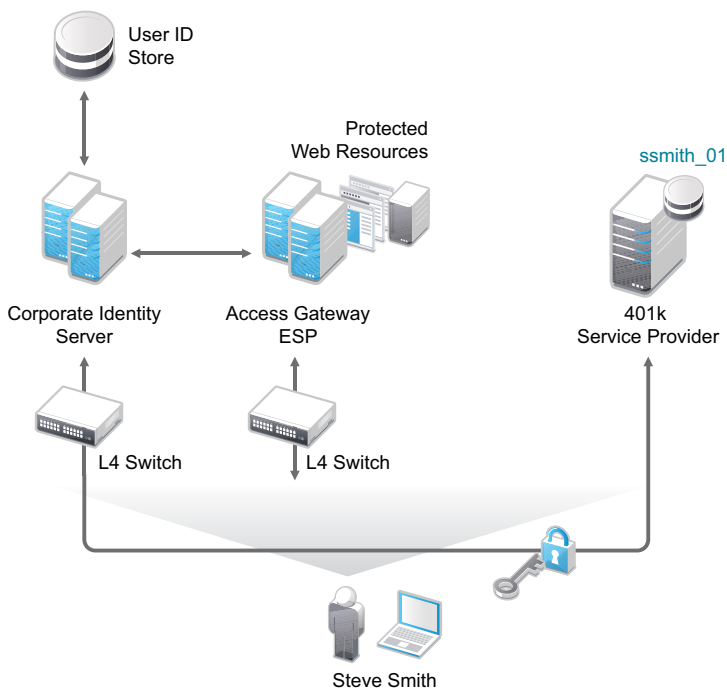 User ID
Store
Protected
Web Resources
ssmith_01
Corporate Identity
Server
Access Gateway
ESP
401k
Service Provider
L4 Switch
L4 Switch
Steve Smith